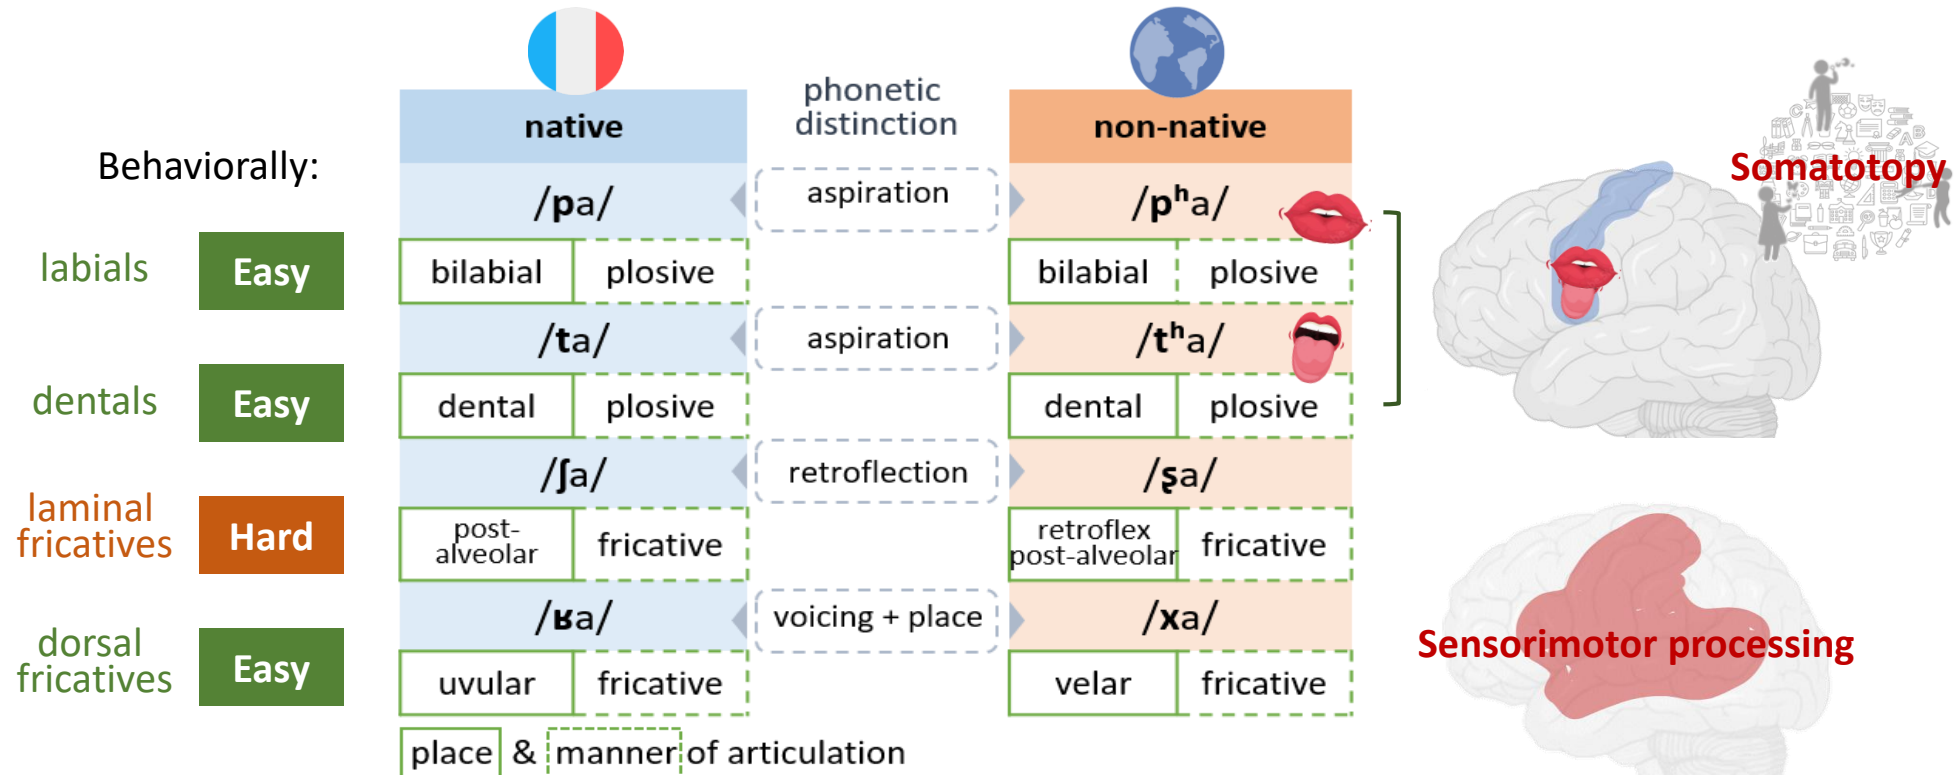 phonetic
distinction
native
non-native
Behaviorally:
Somatotopy
/pa/
aspiration
/pʰa/
labials
Easy
bilabial
plosive
bilabial
plosive
/ta/
aspiration
/tʰa/
dentals
Easy
dental
plosive
dental
plosive
/ʃa/
retroflection
/ʂa/
laminal
fricatives
Hard
post-
alveolar
fricative
retroflex
post-alveolar
fricative
/ʁa/
voicing + place
/xa/
dorsal
fricatives
Easy
uvular
fricative
velar
fricative
Sensorimotor processing
place & manner of articulation